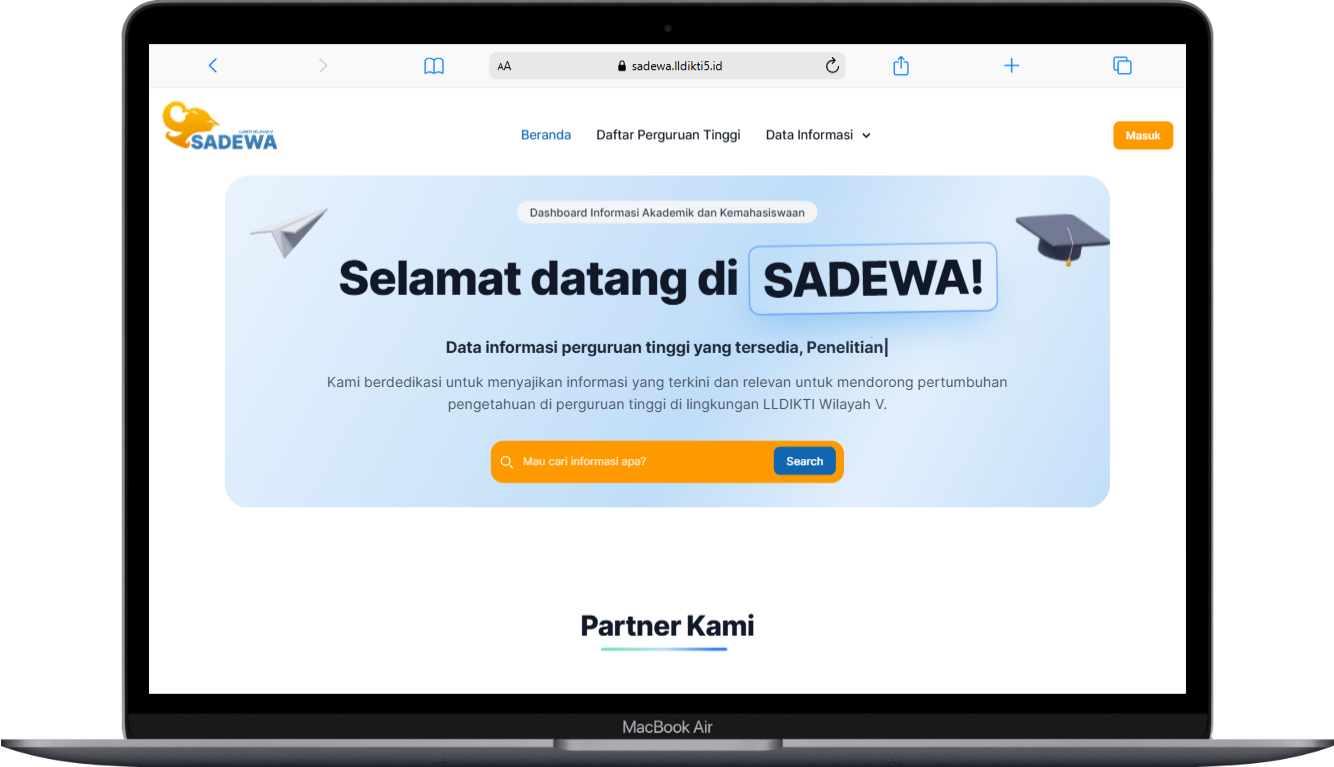 AA
sadewa.lldikti5.id
LLDIKTI WILAYAH V
SADEWA
Beranda
Daftar Perguruan Tinggi
Data Informasi
Masuk
Dashboard Informasi Akademik dan Kemahasiswaan
Selamat datang di SADEWA!
Data informasi perguruan tinggi yang tersedia, Penelitian|
Kami berdedikasi untuk menyajikan informasi yang terkini dan relevan untuk mendorong pertumbuhan
pengetahuan di perguruan tinggi di lingkungan LLDIKTI Wilayah V.
Mau cari informasi apa?
Search
Partner Kami
MacBook Air